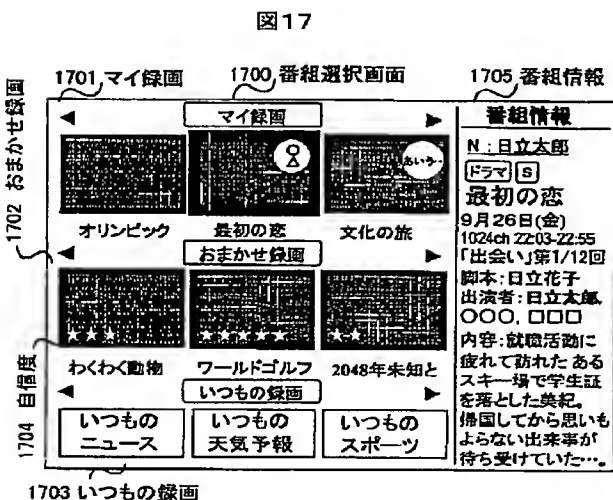 図17
1701 マイ録画
1700 番組選択画面
1705 番組情報
1702 おまかせ録画
1704 自信度
マイ録画
あいう…
オリンピック
最初の恋
文化の旅
おまかせ録画
わくわく動物
ワールドゴルフ
2048年未知と
いつもの録画
いつもの
ニュース
いつもの
天気予報
いつもの
スポーツ
1703 いつもの録画
番組情報
N:日立太郎
ドラマ S
最初の恋
9月26日(金)
1024ch 22:03-22:55
「出会い」第1/12回
脚本:日立花子
出演者:日立太郎,
○○○, □□□
内容:就職活動に
疲れて訪れた ある
スキー場で学生証
を落とした美紀。
帰国してから思いも
よらない出来事が
待ち受けていた…。